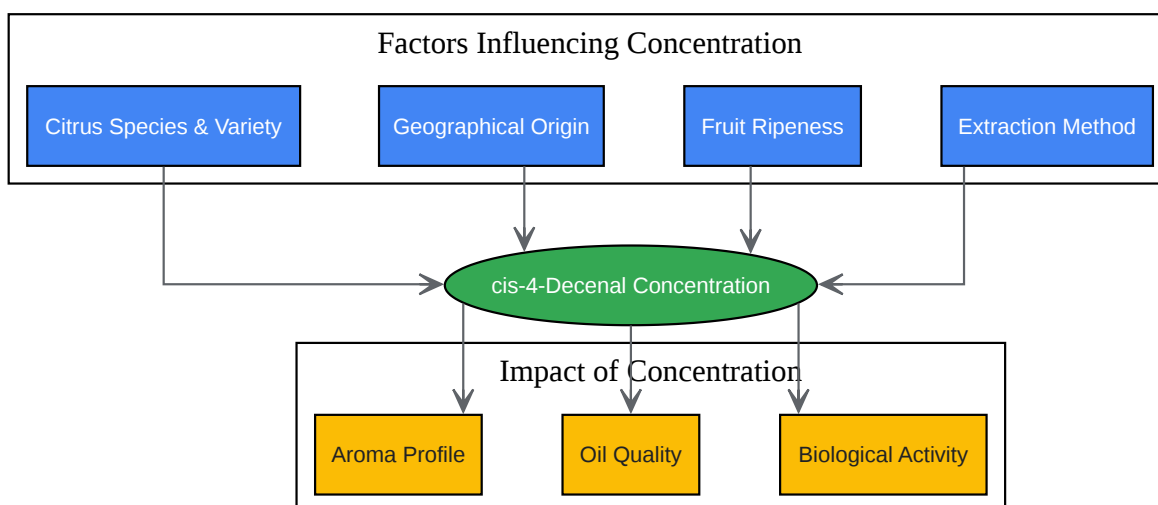 Factors Influencing Concentration
Citrus Species & Variety
Geographical Origin
Fruit Ripeness
Extraction Method
cis-4-Decenal Concentration
Impact of Concentration
Aroma Profile
Oil Quality
Biological Activity